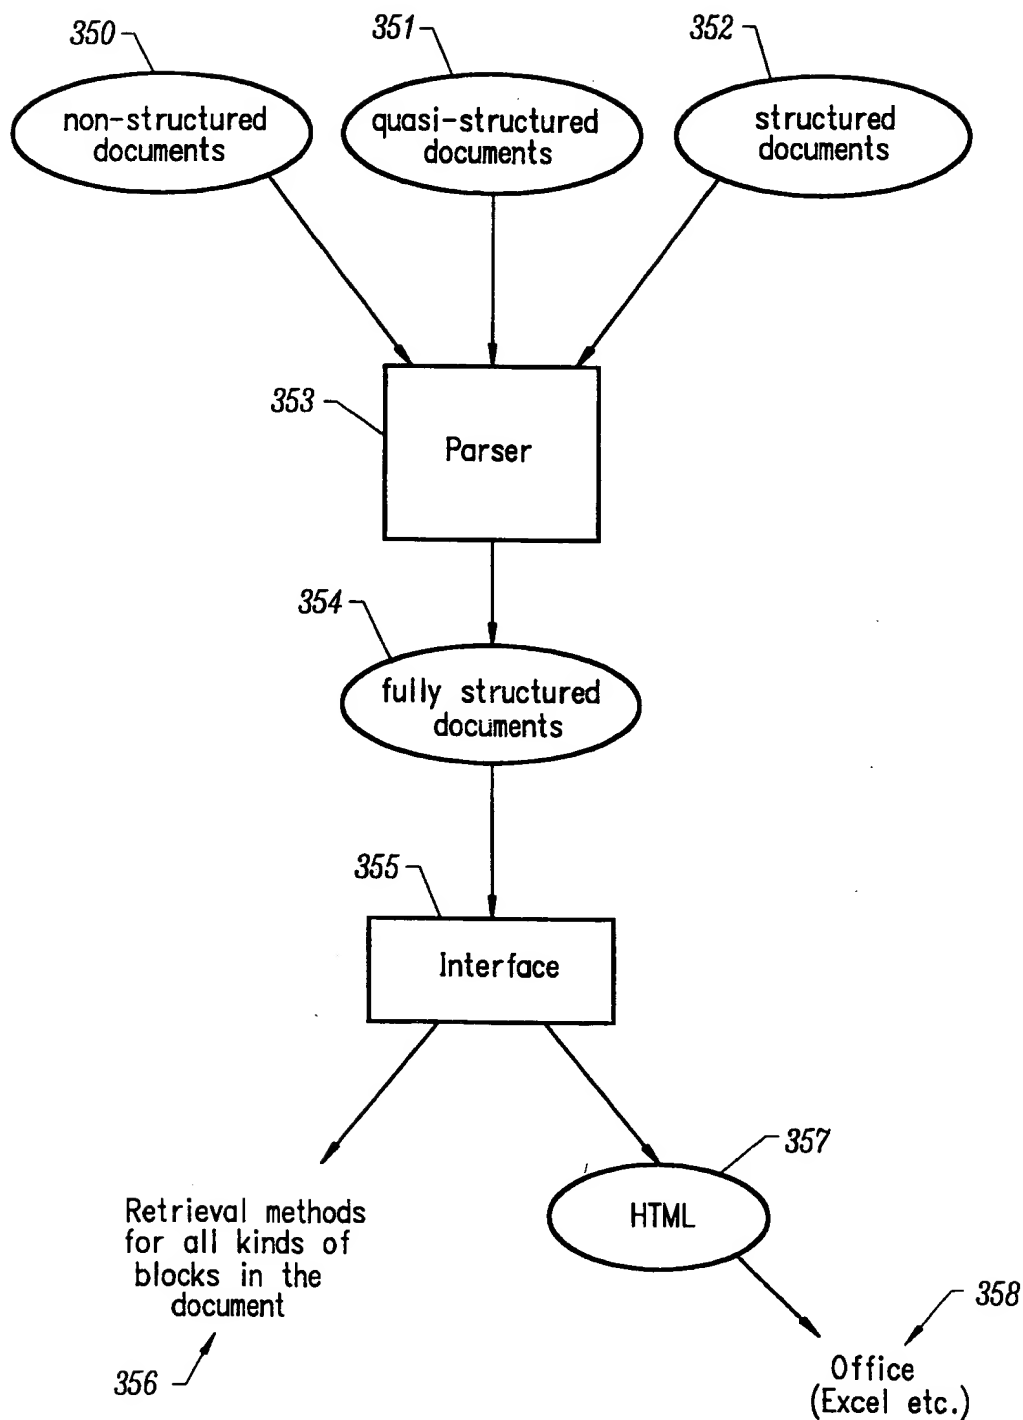 350
351
352
non-structured
documents
quasi-structured
documents
structured
documents
353
Parser
354
fully structured
documents
355
Interface
357
Retrieval methods
for all kinds of
blocks in the
document
HTML
358
356
Office
(Excel etc.)